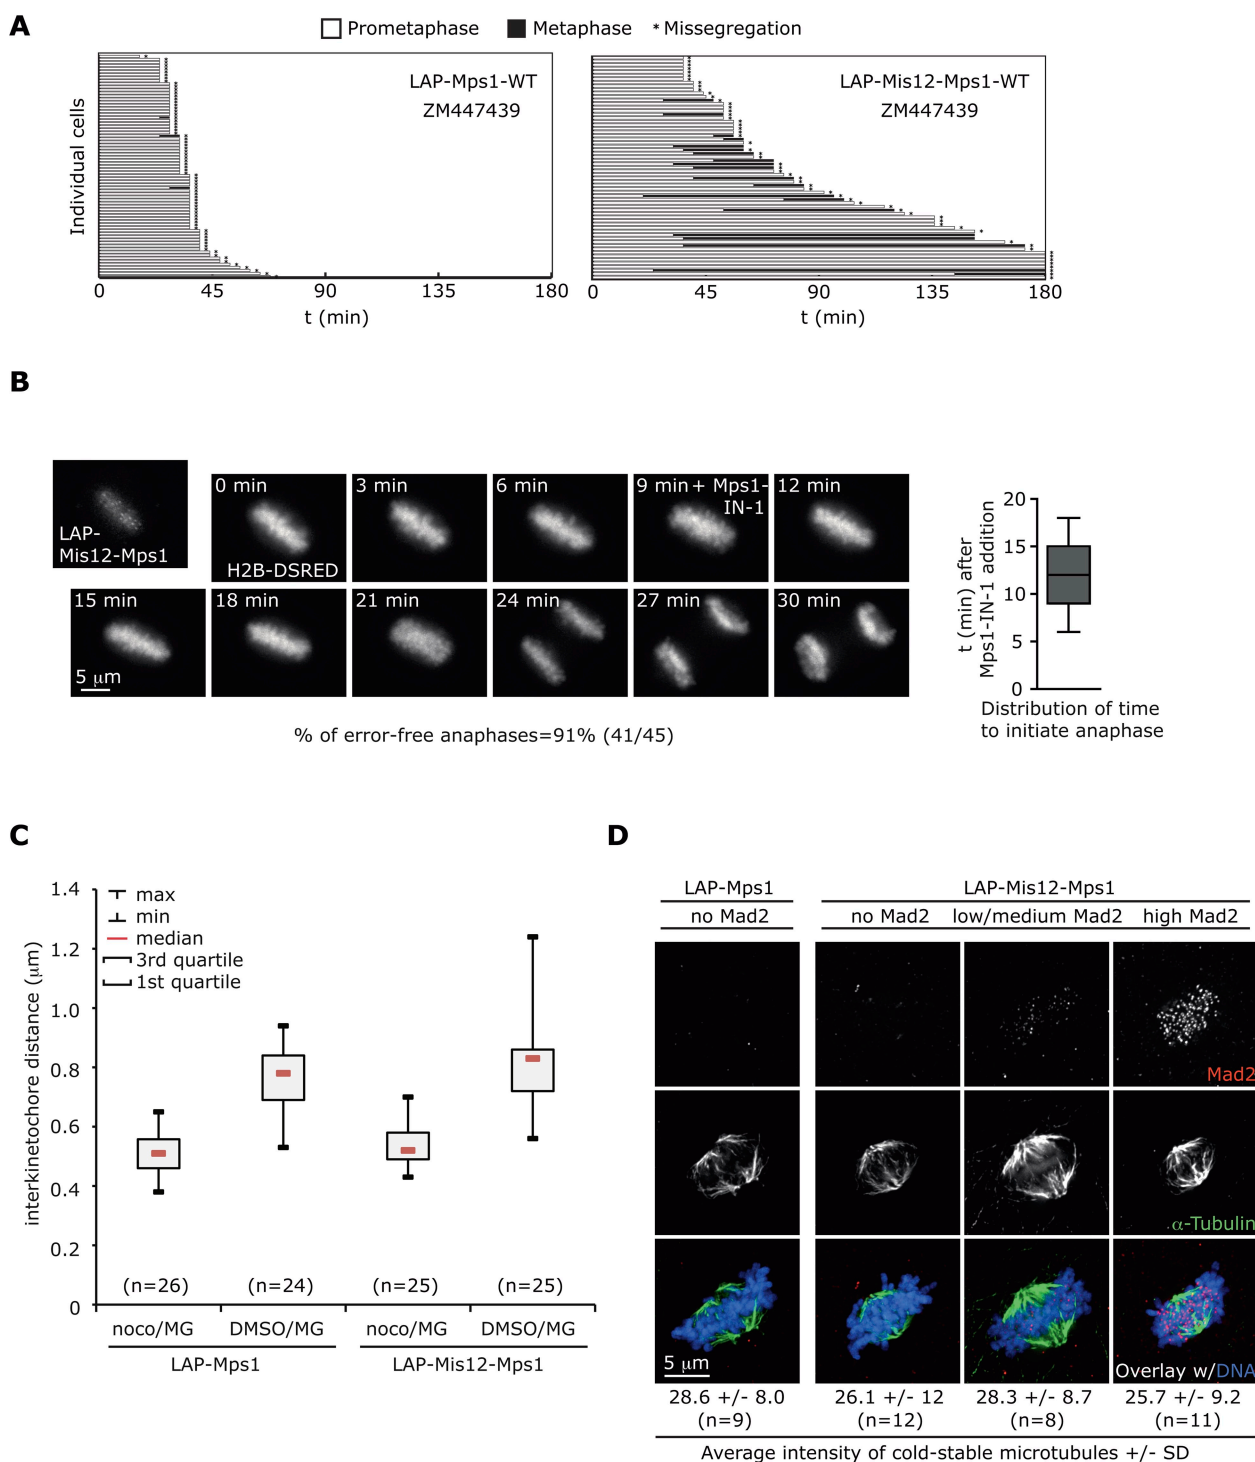 A
Prometaphase Metaphase * Missegregation
LAP-Mps1-WT
ZM447439
Individual cells
0 45 90 135 180
t (min)
LAP-Mis12-Mps1-WT
ZM447439
0 45 90 135 180
t (min)
B
LAP-
Mis12-Mps1
0 min
H2B-DSRED
3 min
6 min
9 min + Mps1-
IN-1
12 min
15 min
5 μm
18 min
21 min
24 min
27 min
30 min
% of error-free anaphases=91% (41/45)
t (min) after
Mps1-IN-1 addition
20
15
10
5
0
Distribution of time
to initiate anaphase
C
interkinetochore distance (μm)
1.4
1.2
1.0
0.8
0.6
0.4
0.2
0
max
min
median
3rd quartile
1st quartile
(n=26) (n=24) (n=25) (n=25)
noco/MG DMSO/MG noco/MG DMSO/MG
LAP-Mps1 LAP-Mis12-Mps1
D
LAP-Mps1 LAP-Mis12-Mps1
no Mad2 no Mad2 low/medium Mad2 high Mad2
Mad2
α-Tubulin
5 μm
Overlay w/DNA
28.6 +/- 8.0 26.1 +/- 12 28.3 +/- 8.7 25.7 +/- 9.2
(n=9) (n=12) (n=8) (n=11)
Average intensity of cold-stable microtubules +/- SD